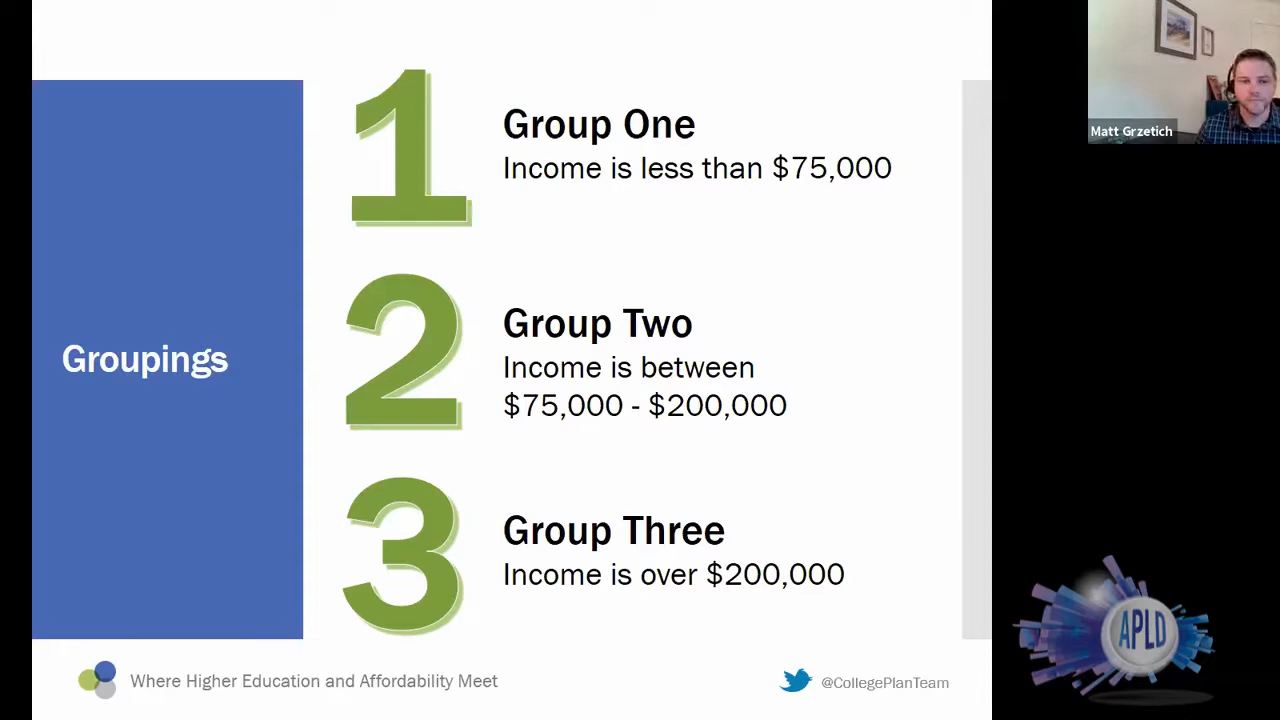 Groupings
1
Group One
Income is less than $75,000
2
Group Two
Income is between
$75,000 - $200,000
3
Group Three
Income is over $200,000
Where Higher Education and Affordability Meet
@CollegePlanTeam
Matt Grzetich
APLD